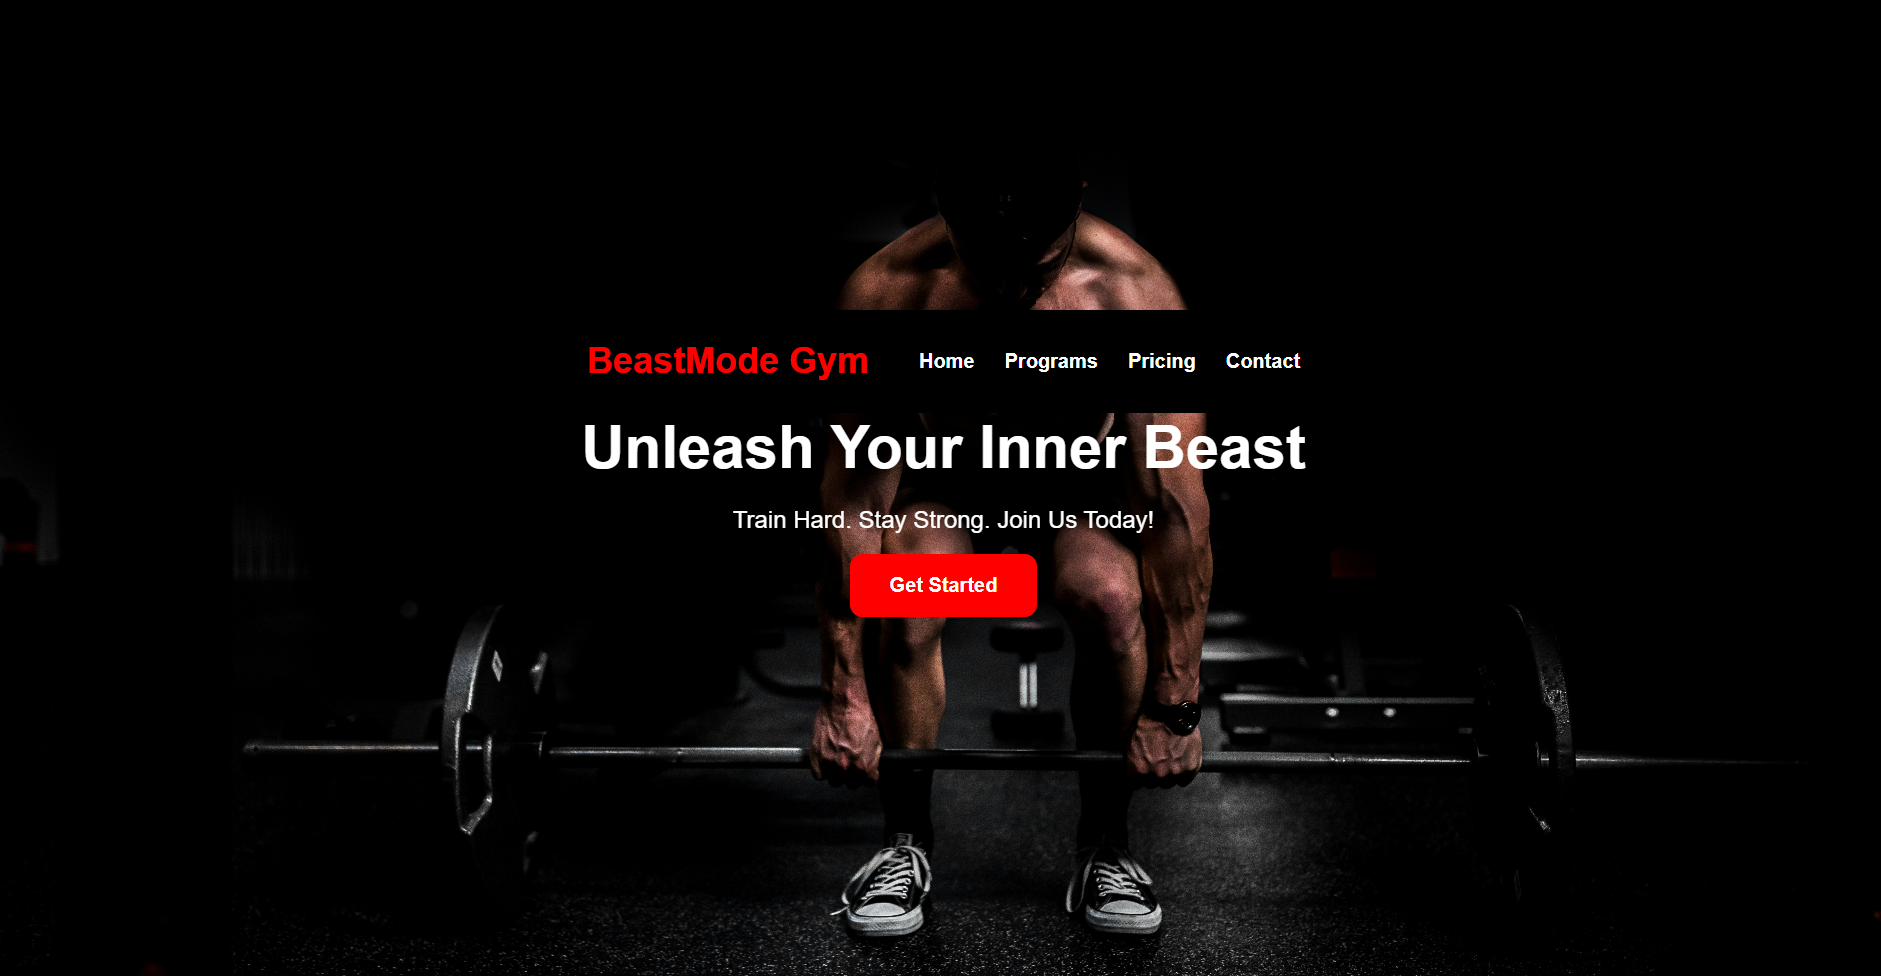 BeastMode Gym Home Programs Pricing Contact
Unleash Your Inner Beast
Train Hard. Stay Strong. Join Us Today!
Get Started